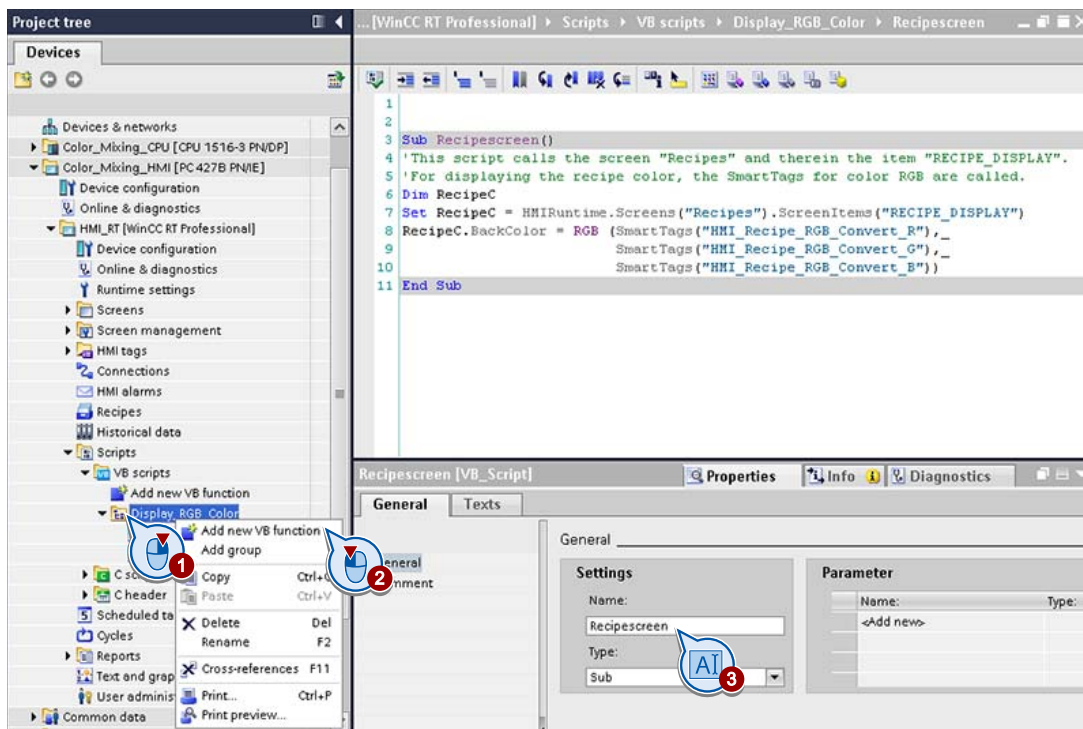 Project tree
Devices
Devices & networks
Color_Mixing_CPU [CPU 1516-3 PN/DP]
Color_Mixing_HMI [PC 427B PN/IE]
Device configuration
Online & diagnostics
HMI_RT [WinCC RT Professional]
Device configuration
Online & diagnostics
Runtime settings
Screens
Screen management
HMI tags
Connections
HMI alarms
Recipes
Historical data
Scripts
VB scripts
Add new VB function
Display_RGB_Color
Add new VB function
Add group
Copy
Paste Ctrl+V
Delete Del
Rename F2
Cross-references F11
Print... Ctrl+P
Print preview...
1
2
C header
Scheduled ta
Cycles
Reports
Text and grap
User adminis
Common data
... [WinCC RT Professional] Scripts VB scripts Display_RGB_Color Recipescreen
1
2
3 Sub Recipescreen()
4 'This script calls the screen "Recipes" and therein the item "RECIPE_DISPLAY".
5 'For displaying the recipe color, the SmartTags for color RGB are called.
6 Dim RecipeC
7 Set RecipeC = HMIRuntime.Screens("Recipes").ScreenItems("RECIPE_DISPLAY")
8 RecipeC.BackColor = RGB (SmartTags("HMI_Recipe_RGB_Convert_R"),_
9 SmartTags("HMI_Recipe_RGB_Convert_G"),_
10 SmartTags("HMI_Recipe_RGB_Convert_B"))
11 End Sub
Recipescreen [VB_Script]
Properties
Info
Diagnostics
General
Texts
General
Settings
Name:
Recipescreen
Type:
Sub
AI
3
Parameter
Name: Type:
<Add new>